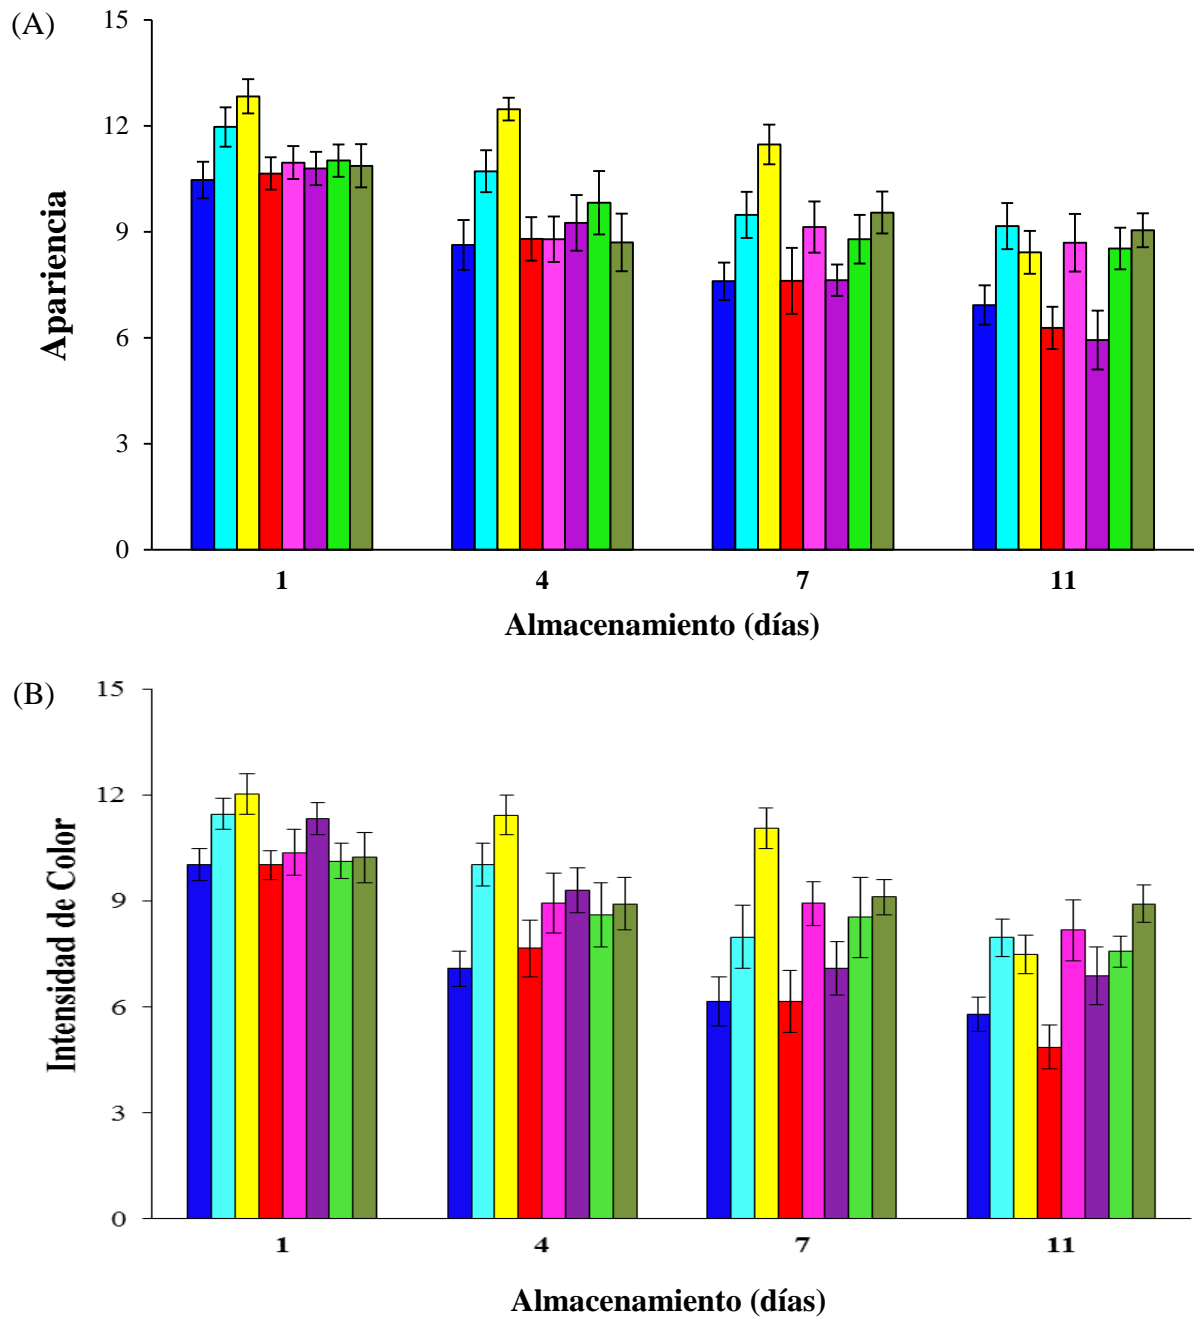 (A)
15
12
9
6
3
0
Apariencia
1 4 7 11
Almacenamiento (días)
(B)
15
12
9
6
3
0
Intensidad de Color
1 4 7 11
Almacenamiento (días)